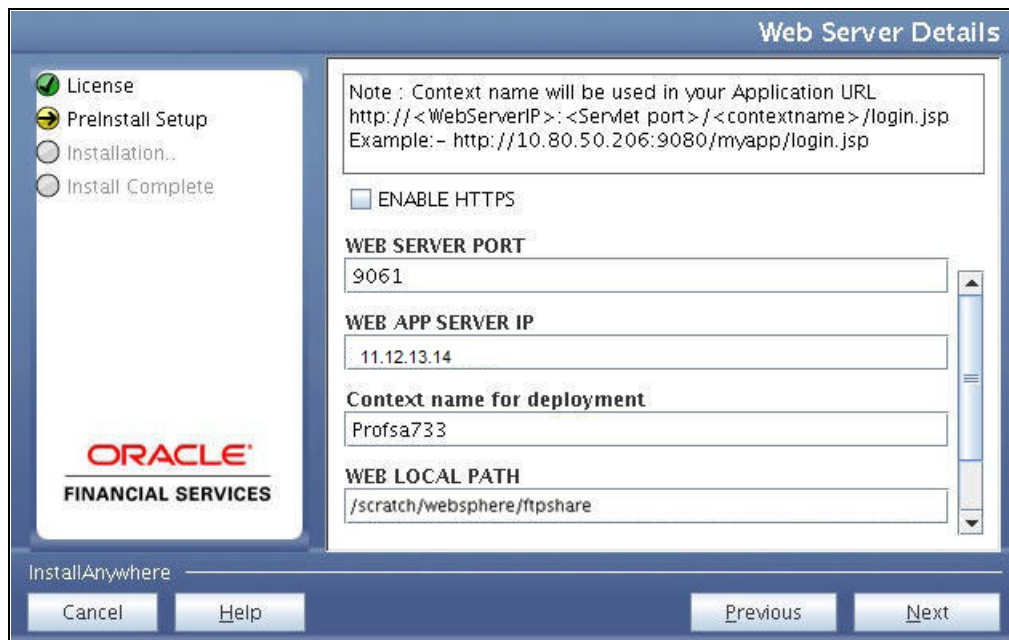 Web Server Details
License
PreInstall Setup
Installation..
Install Complete
ORACLE
FINANCIAL SERVICES
Note : Context name will be used in your Application URL
http://<WebServerIP>:<Servlet port>/<contextname>/login.jsp
Example:- http://10.80.50.206:9080/myapp/login.jsp
ENABLE HTTPS
WEB SERVER PORT
9061
WEB APP SERVER IP
11.12.13.14
Context name for deployment
Profsa733
WEB LOCAL PATH
/scratch/websphere/ftpshare
InstallAnywhere
Cancel
Help
Previous
Next